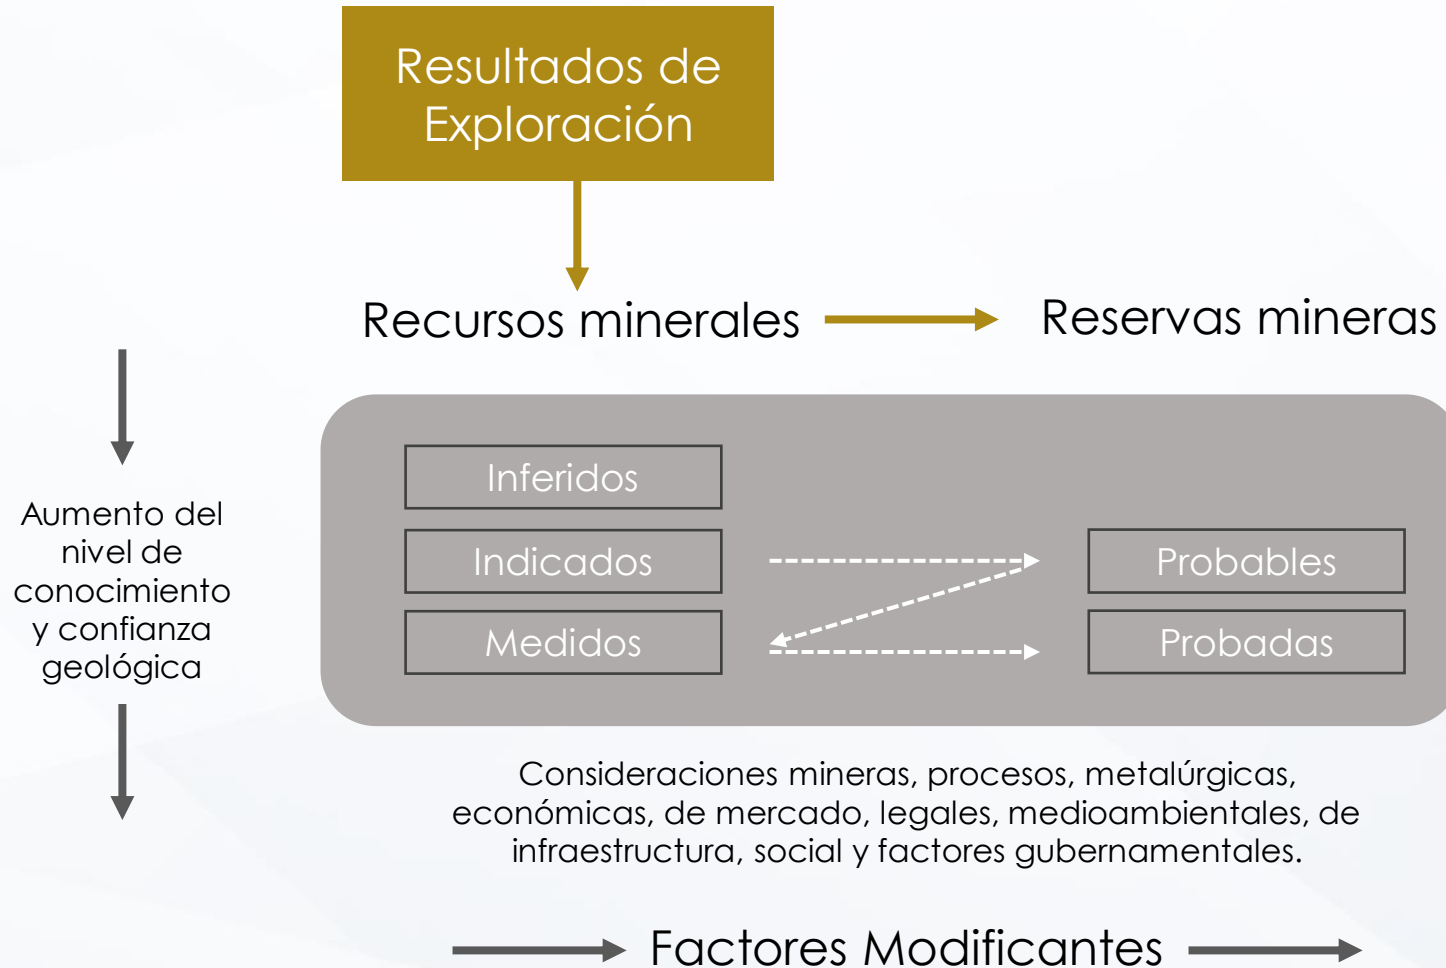 Resultados de
Exploración
Recursos minerales
Reservas mineras
Aumento del
nivel de
conocimiento
y confianza
geológica
Inferidos
Indicados
Medidos
Probables
Probadas
Consideraciones mineras, procesos, metalúrgicas,
económicas, de mercado, legales, medioambientales, de
infraestructura, social y factores gubernamentales.
Factores Modificantes